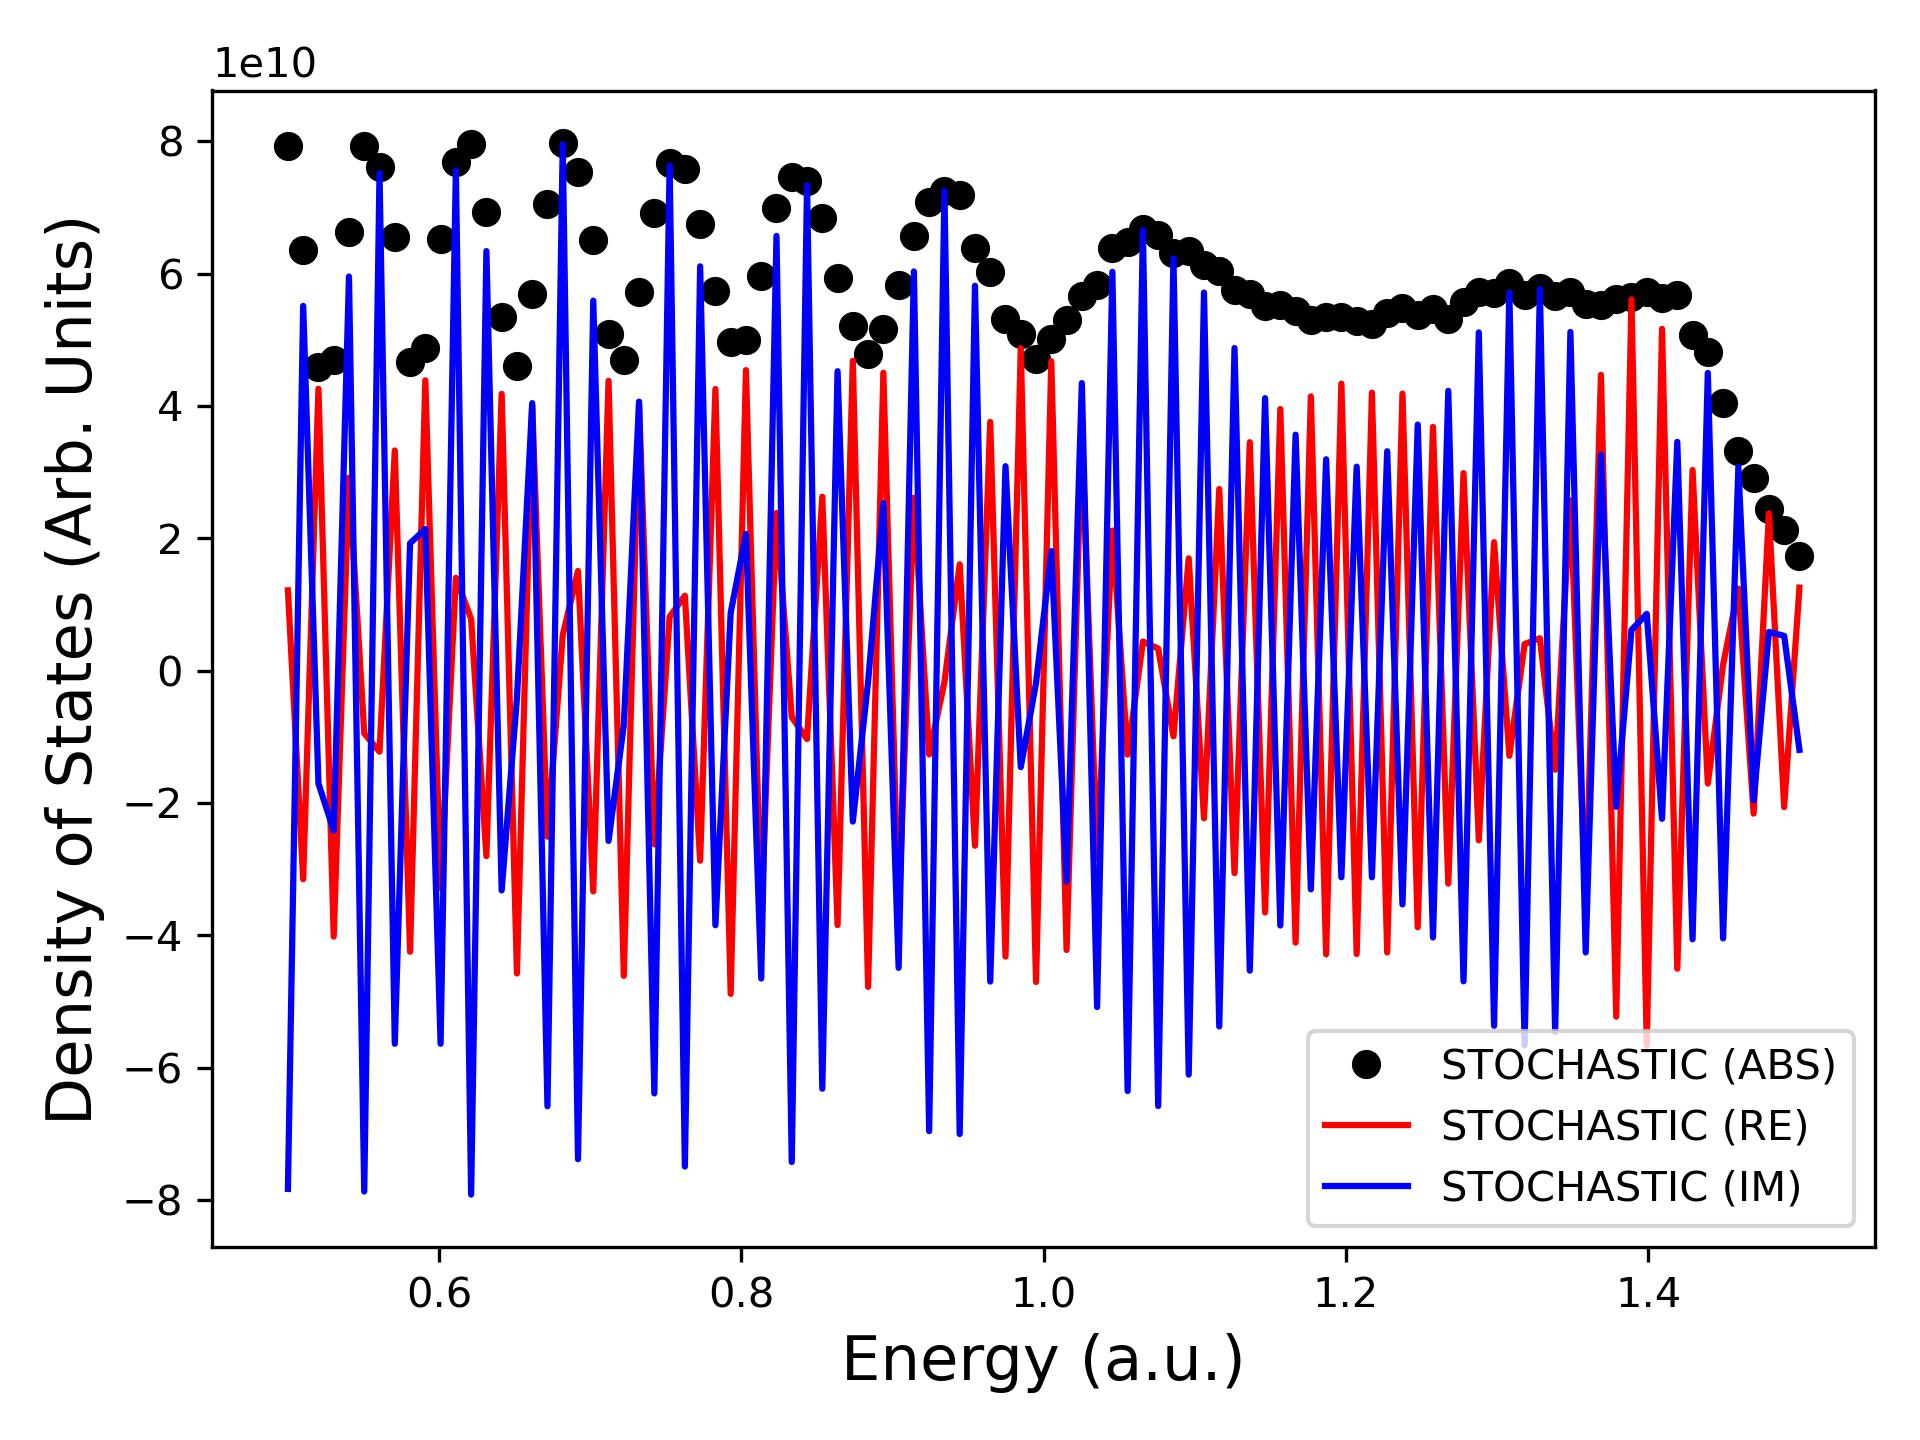 1e10
Density of States (Arb. Units)
8
6
4
2
0
−2
−4
−6
−8
STOCHASTIC (ABS)
STOCHASTIC (RE)
STOCHASTIC (IM)
0.6 0.8 1.0 1.2 1.4
Energy (a.u.)